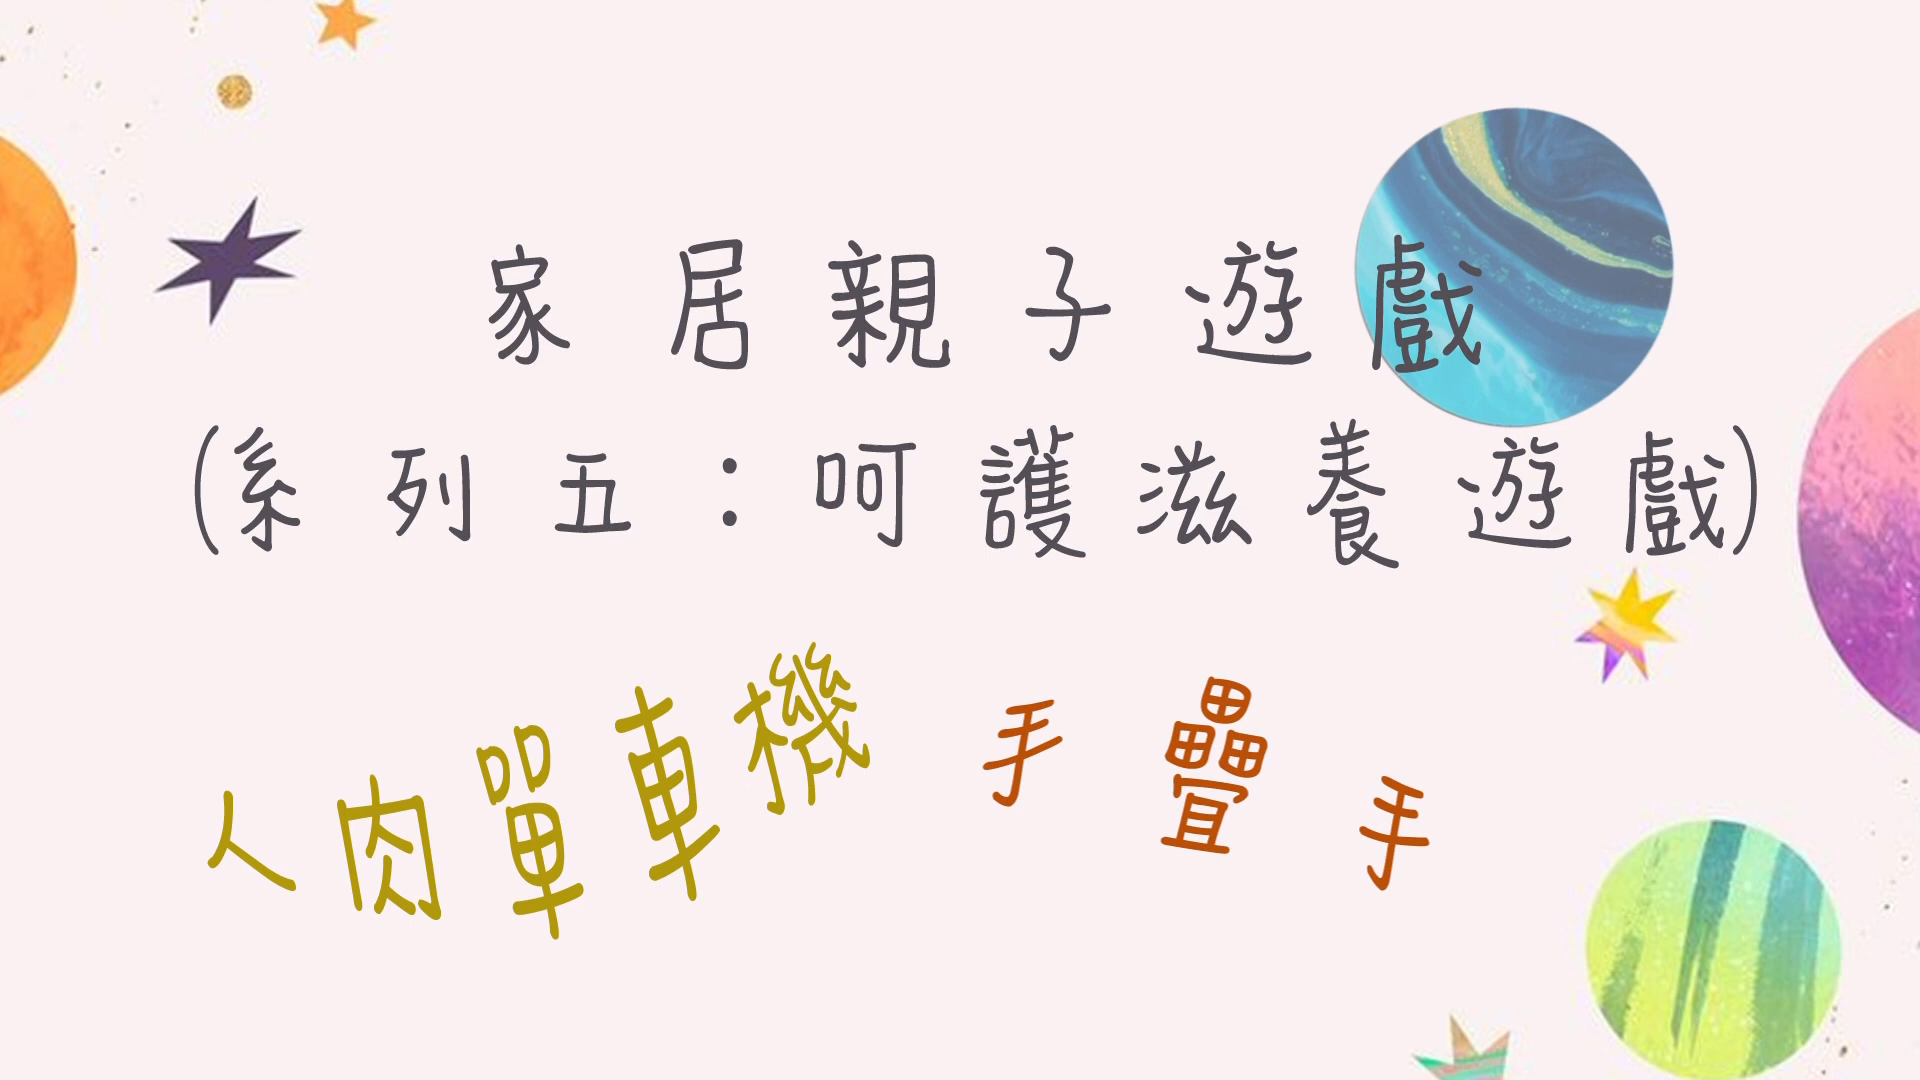 家居親子遊戲
(系列五：呵護滋養遊戲)
人肉單車機 手疊手